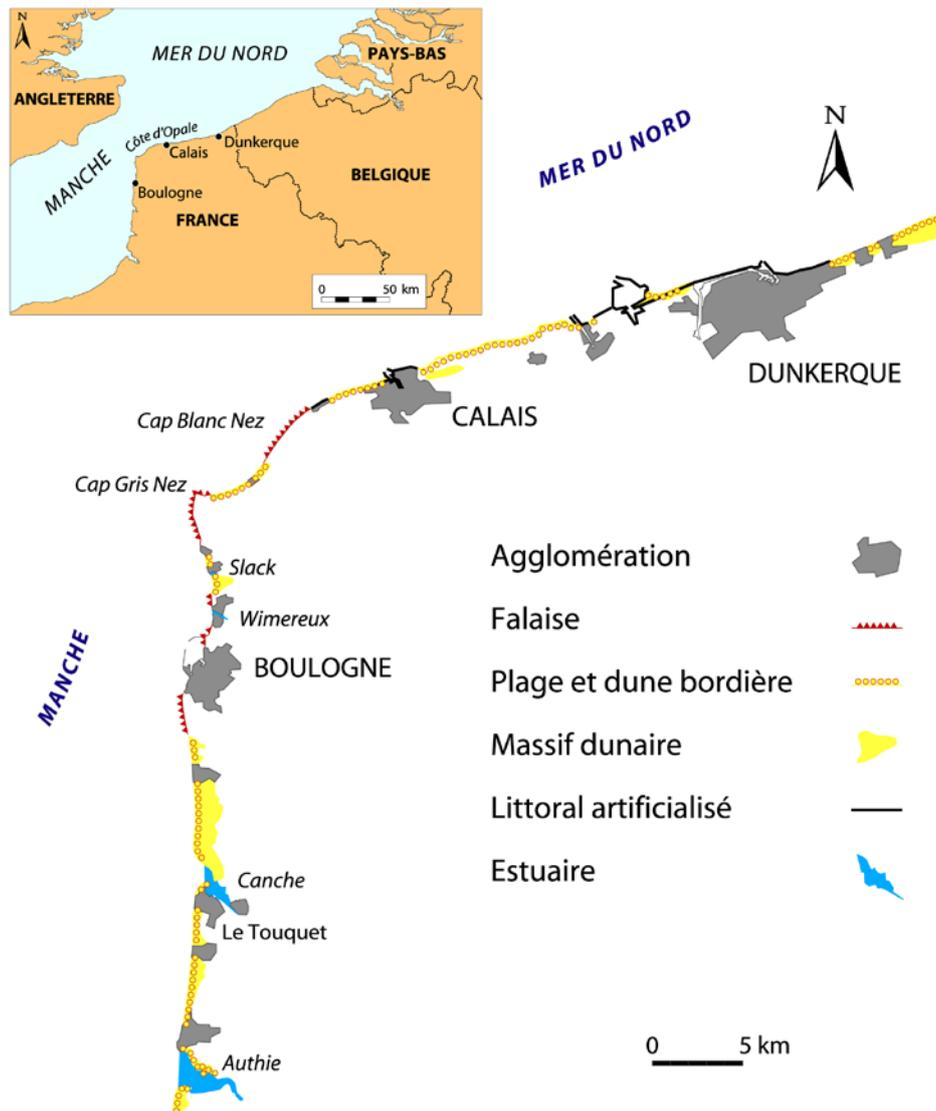 N
MER DU NORD
PAYS-BAS
ANGLETERRE
Côte d'Opale
Dunkerque
Calais
MANCHE
BELGIQUE
Boulogne
FRANCE
0 50 km
MER DU NORD
N
DUNKERQUE
CALAIS
Cap Blanc Nez
Cap Gris Nez
Slack
Wimereux
BOULOGNE
MANCHE
Canche
Le Touquet
Authie
Agglomération
Falaise
Plage et dune bordière
Massif dunaire
Littoral artificialisé
Estuaire
0 5 km